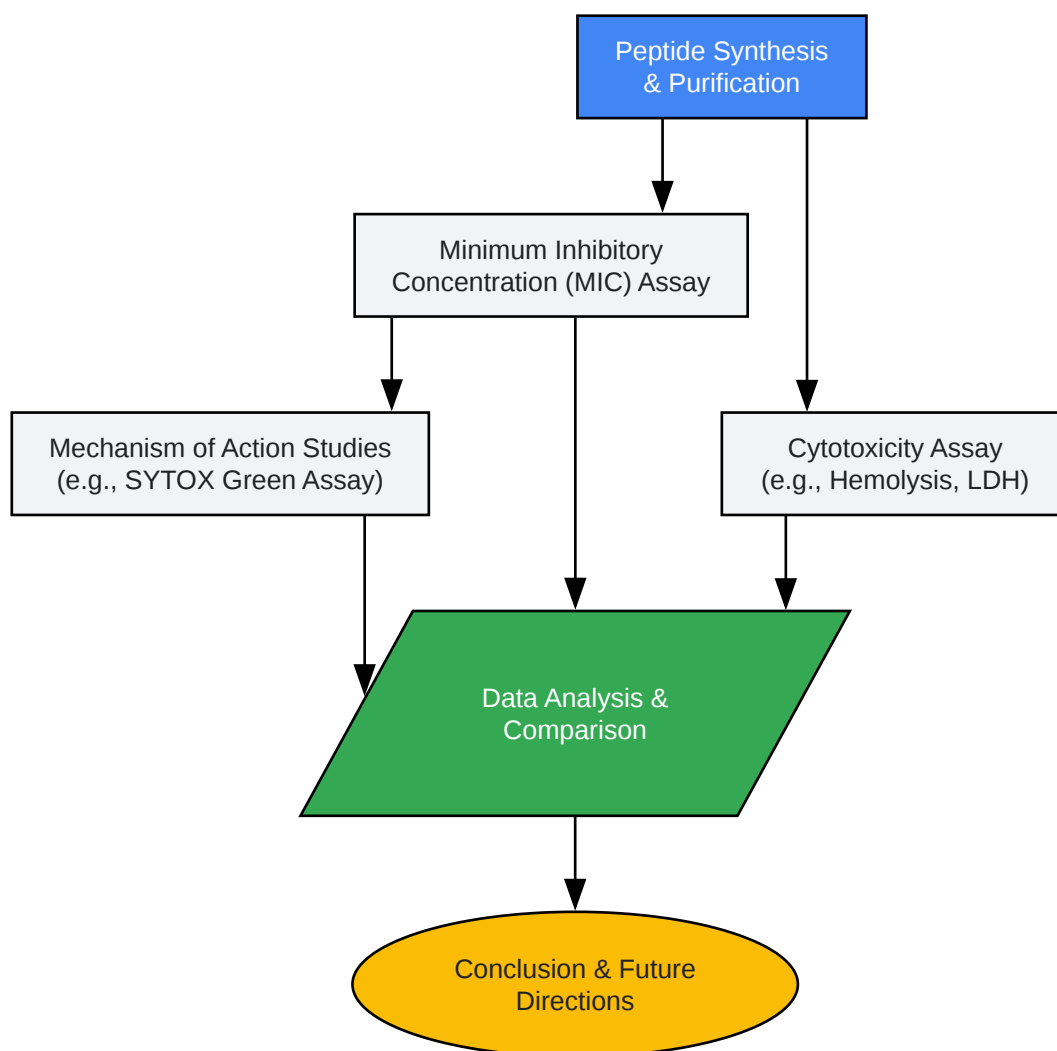 Peptide Synthesis
& Purification
Minimum Inhibitory
Concentration (MIC) Assay
Mechanism of Action Studies
(e.g., SYTOX Green Assay)
Cytotoxicity Assay
(e.g., Hemolysis, LDH)
Data Analysis &
Comparison
Conclusion & Future
Directions